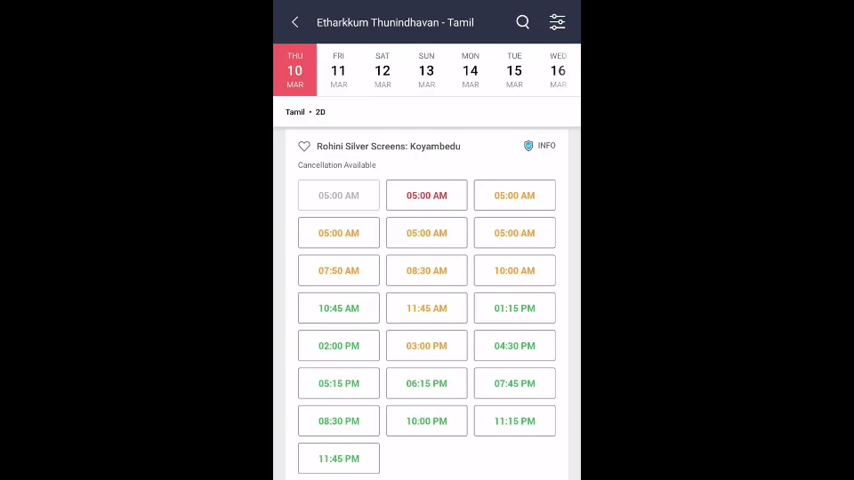 Etharkkum Thunindhavan - Tamil
THU FRI SAT SUN MON TUE WED
10 11 12 13 14 15 16
MAR MAR MAR MAR MAR MAR MAR
Tamil • 2D
Rohini Silver Screens: Koyambedu INFO
Cancellation Available
05:00 AM 05:00 AM 05:00 AM
05:00 AM 05:00 AM 05:00 AM
07:50 AM 08:30 AM 10:00 AM
10:45 AM 11:45 AM 01:15 PM
02:00 PM 03:00 PM 04:30 PM
05:15 PM 06:15 PM 07:45 PM
08:30 PM 10:00 PM 11:15 PM
11:45 PM